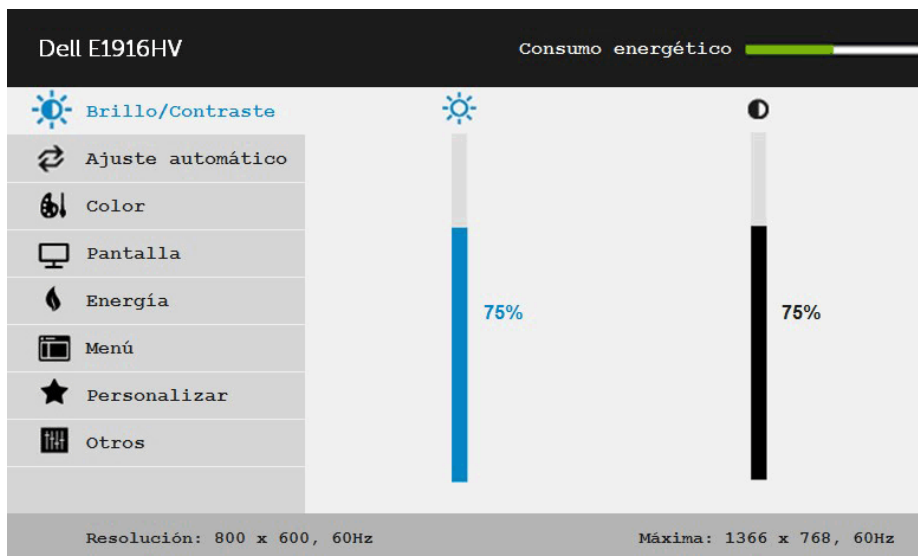 Dell E1916HV
Consumo energético
Brillo/Contraste
Ajuste automático
Color
Pantalla
Energía
Menú
Personalizar
Otros
75%
75%
Resolución: 800 x 600, 60Hz
Máxima: 1366 x 768, 60Hz